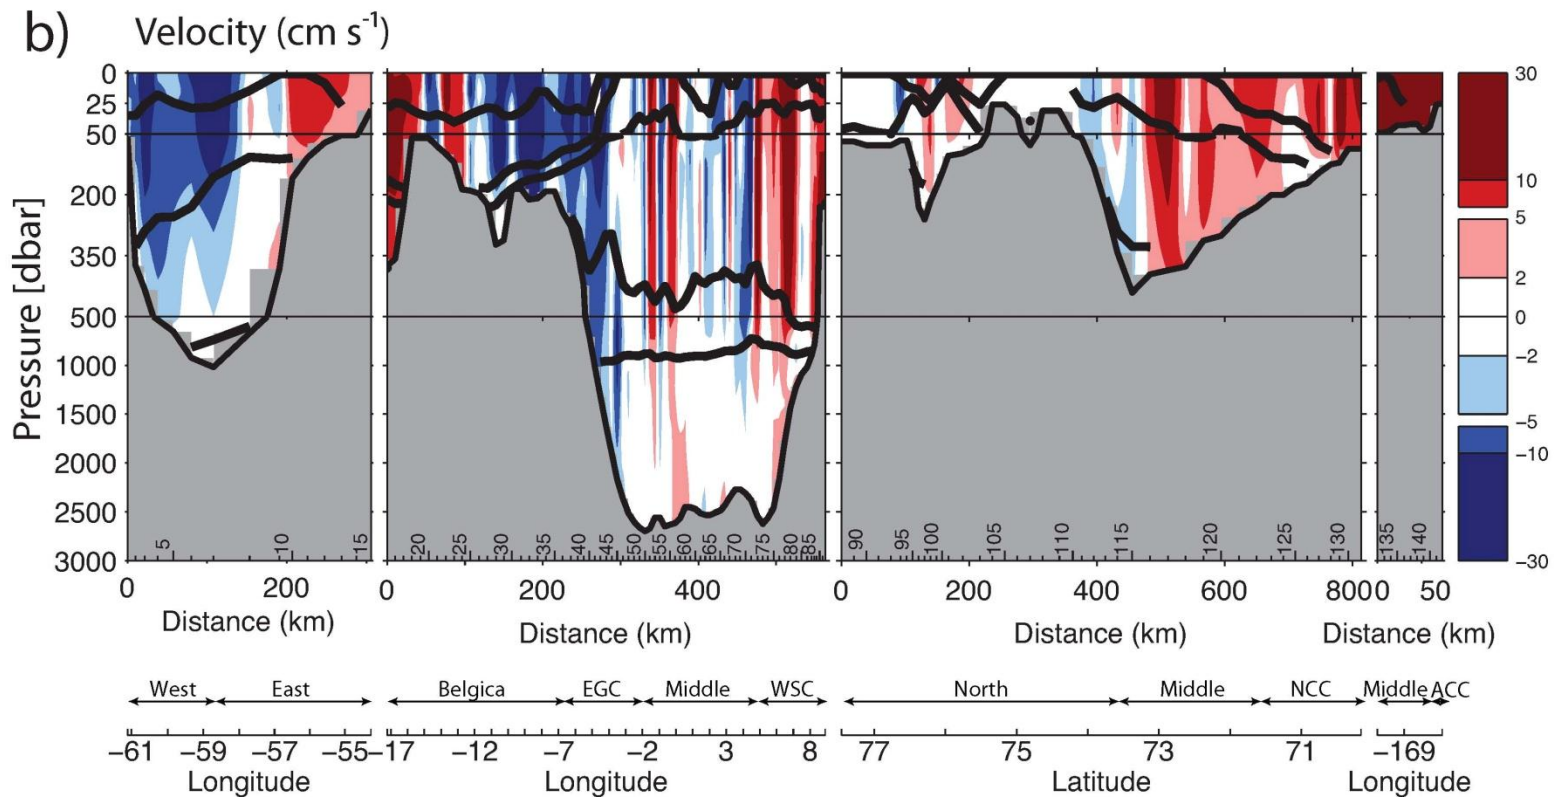 b) Velocity (cm s⁻¹)
Pressure [dbar]
0
25
50
200
350
500
1000
1500
2000
2500
3000
5 10 15
20 25 30 35 40 45 50 55 60 65 70 75 80 85
90 95 100 105 110 115 120 125 130
135 140
0 200
0 200 400
0 200 400 600 8000
0 50
Distance (km) Distance (km) Distance (km) Distance (km)
30
10
5
2
0
−2
−5
−10
−30
West East Belgica EGC Middle WSC North Middle NCC Middle ACC
−61 −59 −57 −55 −17 −12 −7 −2 3 8 77 75 73 71 −169
Longitude Longitude Latitude Longitude